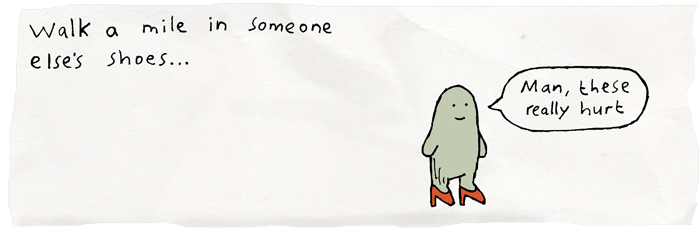 Walk a mile in someone
else's shoes...
Man, these
really hurt